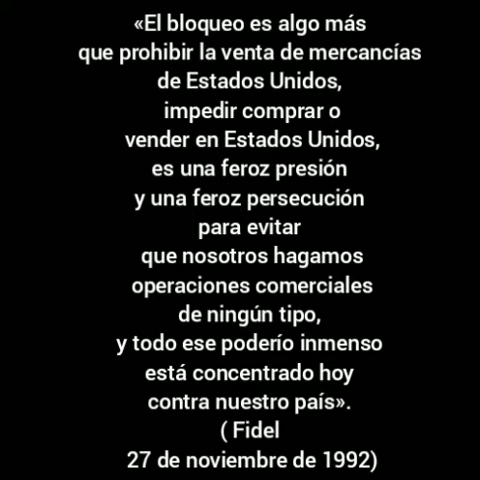 «El bloqueo es algo más
que prohibir la venta de mercancías
de Estados Unidos,
impedir comprar o
vender en Estados Unidos,
es una feroz presión
y una feroz persecución
para evitar
que nosotros hagamos
operaciones comerciales
de ningún tipo,
y todo ese poderío inmenso
está concentrado hoy
contra nuestro país».
( Fidel
27 de noviembre de 1992)